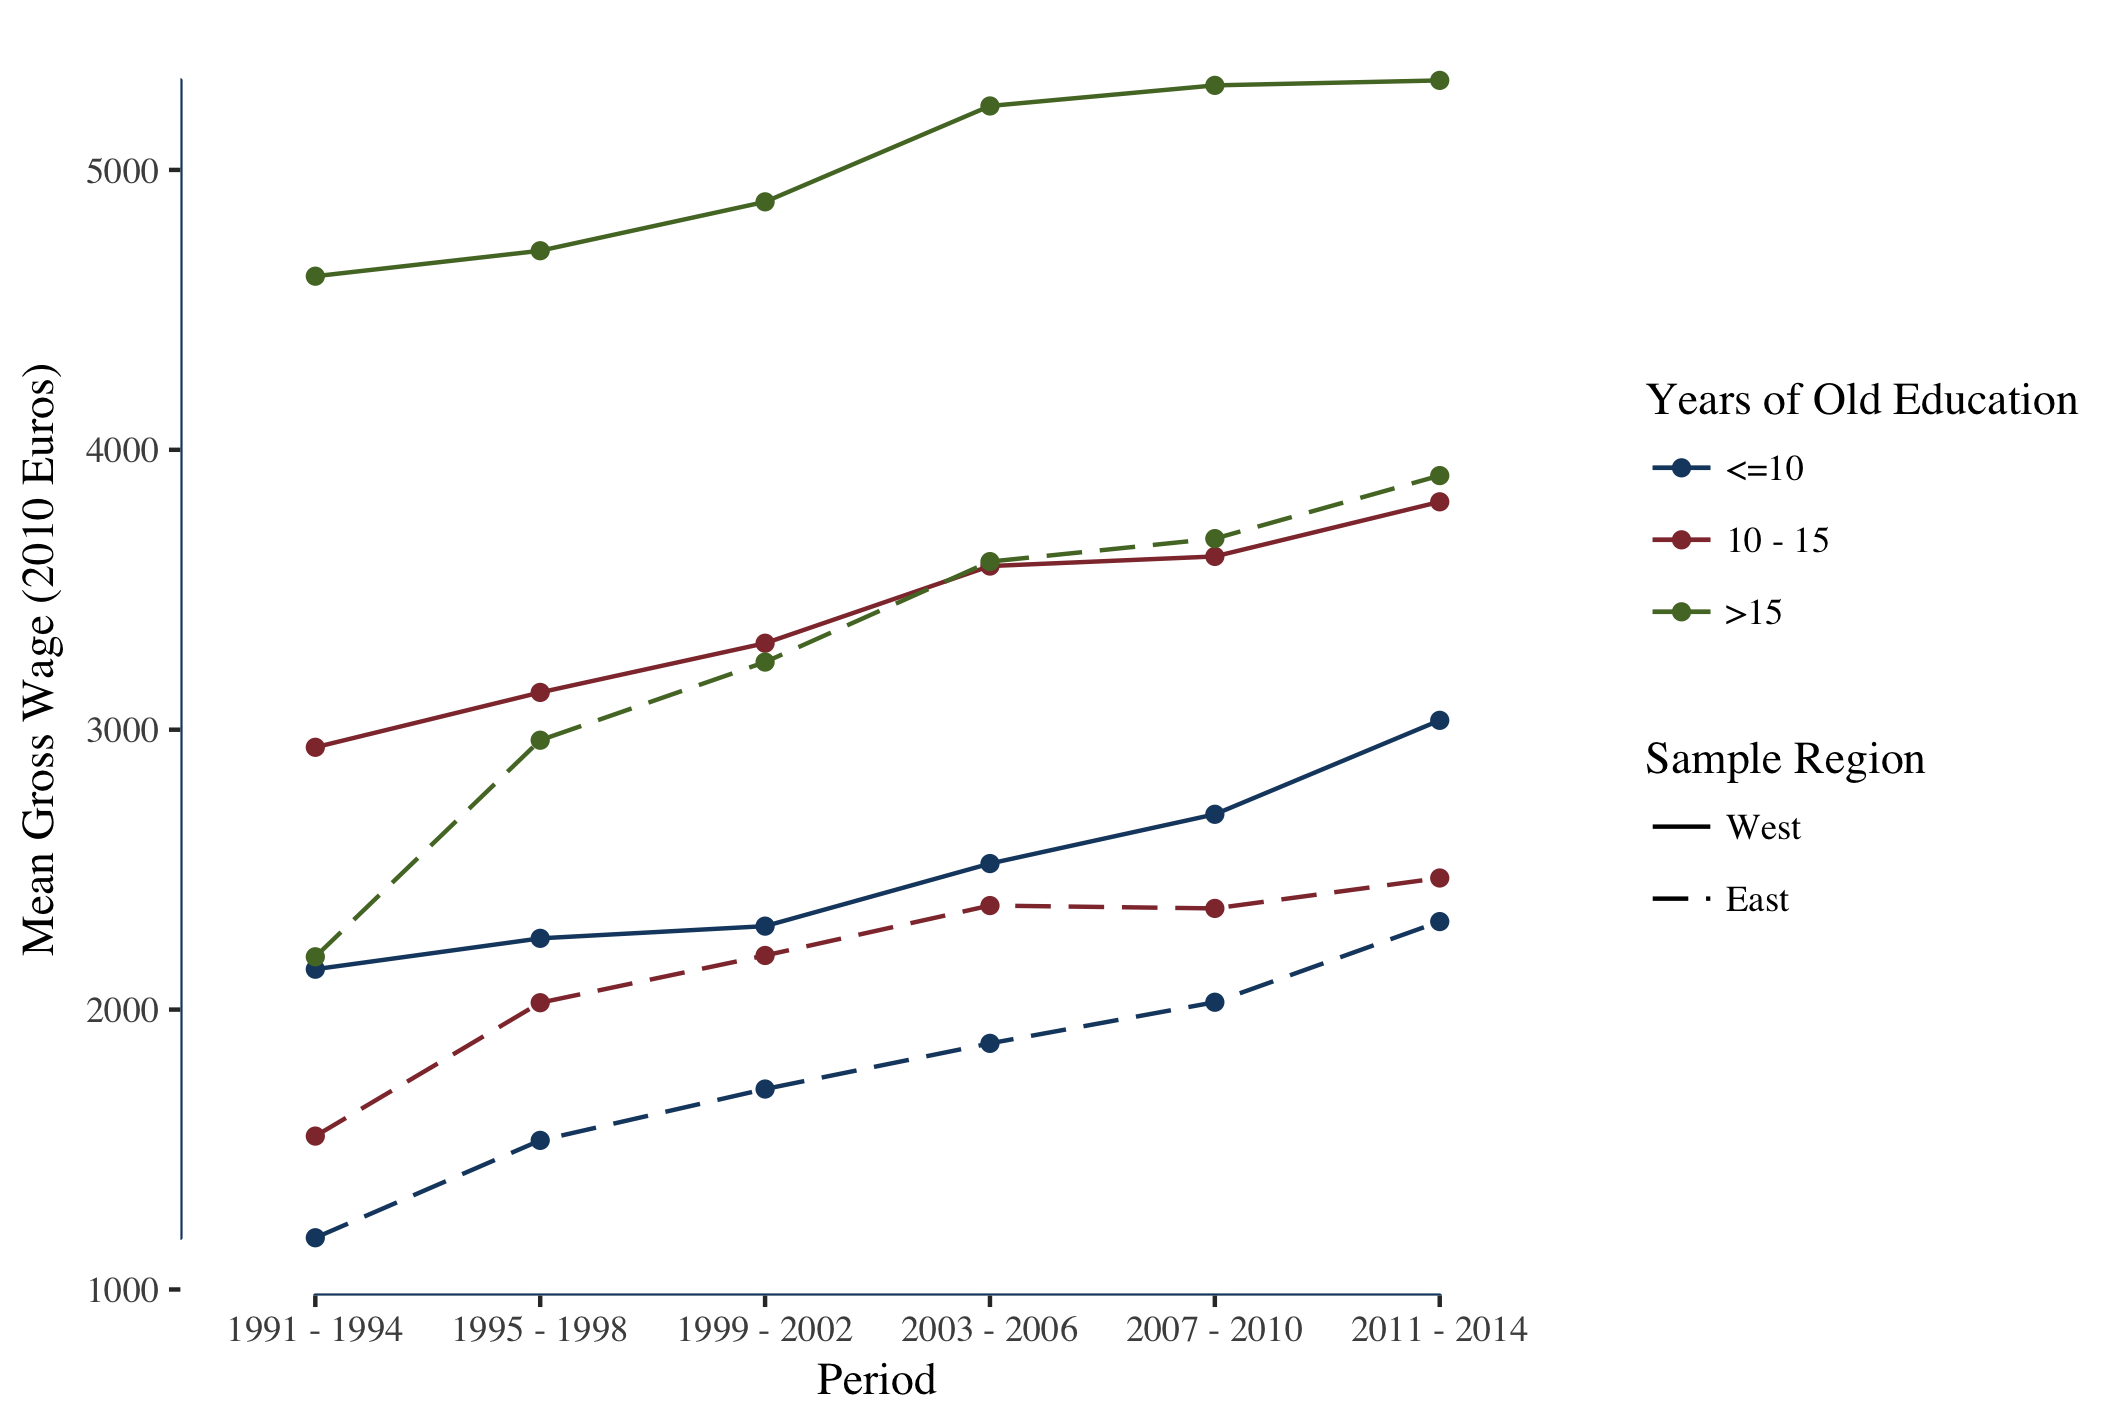 Mean Gross Wage (2010 Euros)
5000
4000
3000
2000
1000
1991 - 1994
1995 - 1998
1999 - 2002
2003 - 2006
2007 - 2010
2011 - 2014
Period
Years of Old Education
<=10
10 - 15
>15
Sample Region
West
East